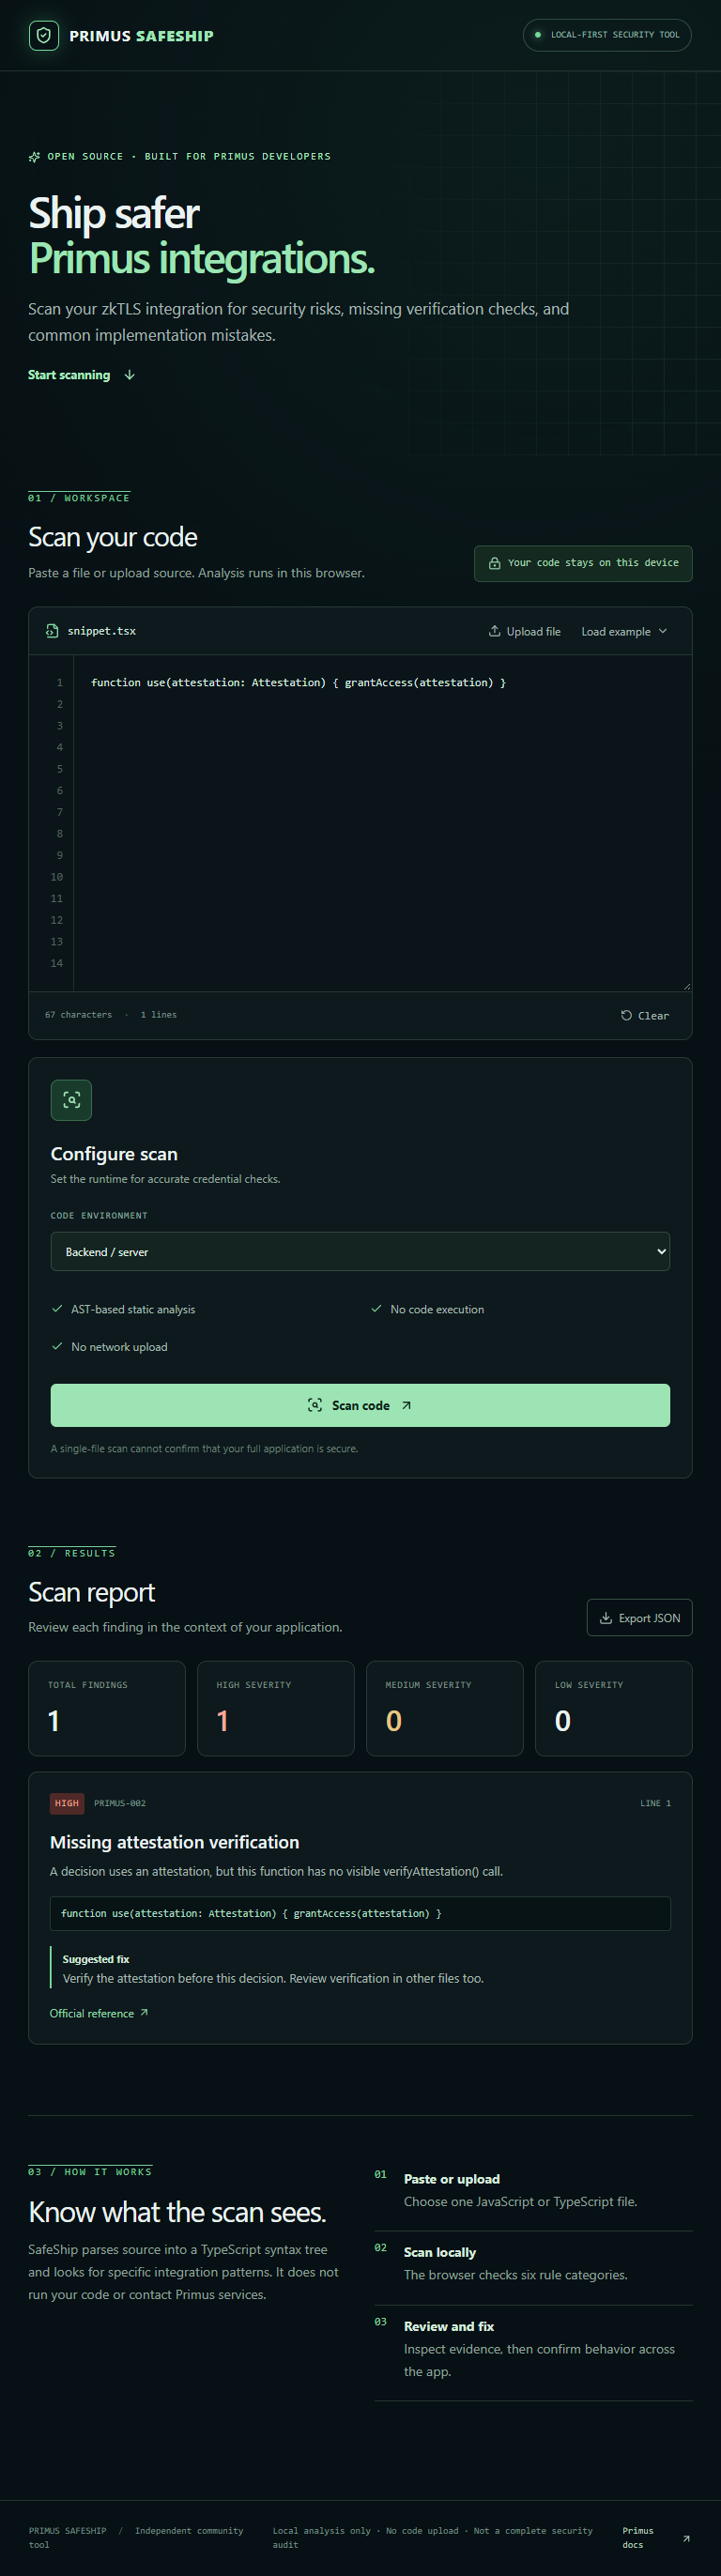 PRIMUS SAFESHIP
LOCAL-FIRST SECURITY TOOL
OPEN SOURCE · BUILT FOR PRIMUS DEVELOPERS
Ship safer
Primus integrations.
Scan your zkTLS integration for security risks, missing verification checks, and
common implementation mistakes.
Start scanning
01 / WORKSPACE
Scan your code
Paste a file or upload source. Analysis runs in this browser.
Your code stays on this device
snippet.tsx
Upload file
Load example
1
function use(attestation: Attestation) { grantAccess(attestation) }
2
3
4
5
6
7
8
9
10
11
12
13
14
67 characters · 1 lines
Clear
Configure scan
Set the runtime for accurate credential checks.
CODE ENVIRONMENT
Backend / server
AST-based static analysis
No code execution
No network upload
Scan code
A single-file scan cannot confirm that your full application is secure.
02 / RESULTS
Scan report
Review each finding in the context of your application.
Export JSON
TOTAL FINDINGS
1
HIGH SEVERITY
1
MEDIUM SEVERITY
0
LOW SEVERITY
0
HIGH PRIMUS-002
LINE 1
Missing attestation verification
A decision uses an attestation, but this function has no visible verifyAttestation() call.
function use(attestation: Attestation) { grantAccess(attestation) }
Suggested fix
Verify the attestation before this decision. Review verification in other files too.
Official reference
03 / HOW IT WORKS
Know what the scan sees.
SafeShip parses source into a TypeScript syntax tree
and looks for specific integration patterns. It does not
run your code or contact Primus services.
01
Paste or upload
Choose one JavaScript or TypeScript file.
02
Scan locally
The browser checks six rule categories.
03
Review and fix
Inspect evidence, then confirm behavior across
the app.
PRIMUS SAFESHIP / Independent community
tool
Local analysis only · No code upload · Not a complete security
audit
Primus
docs